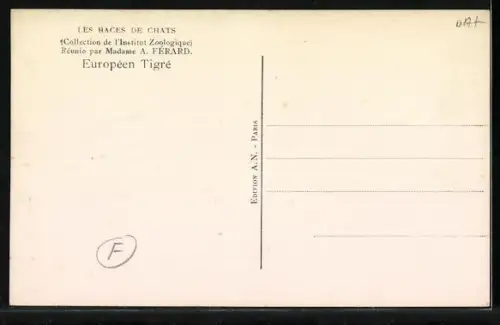 LES RACES DE CHATS
(Collection de l'Institut Zoologique)
Réunie par Madame A. FÉRARD.
Européen Tigré
EDITION A.N. - PARIS
F